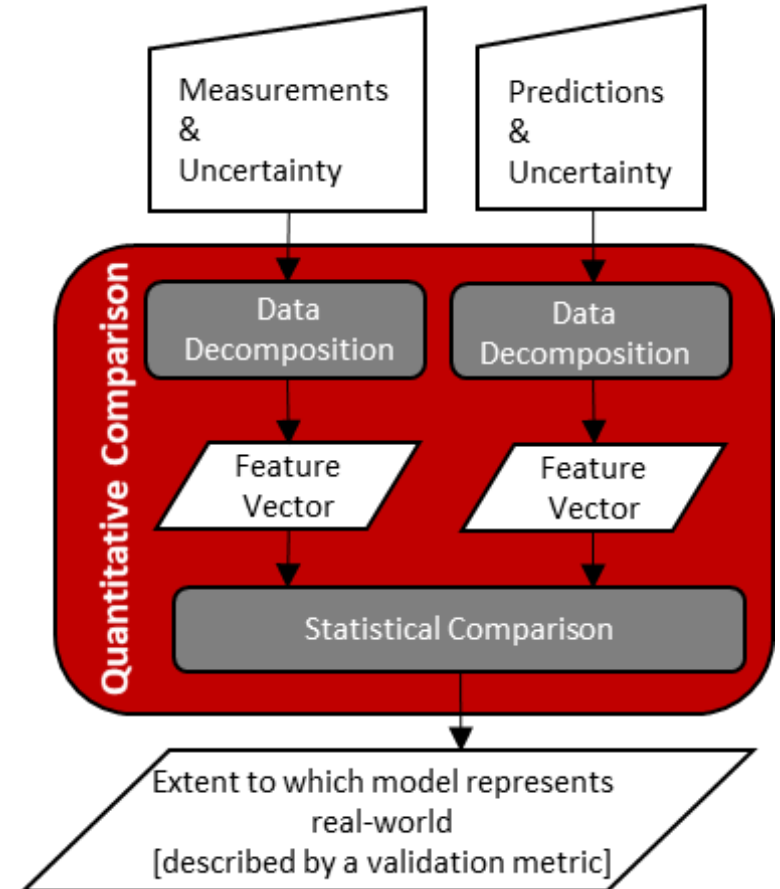 Measurements
&
Uncertainty
Predictions
&
Uncertainty
Quantitative Comparison
Data
Decomposition
Data
Decomposition
Feature
Vector
Feature
Vector
Statistical Comparison
Extent to which model represents
real-world
[described by a validation metric]